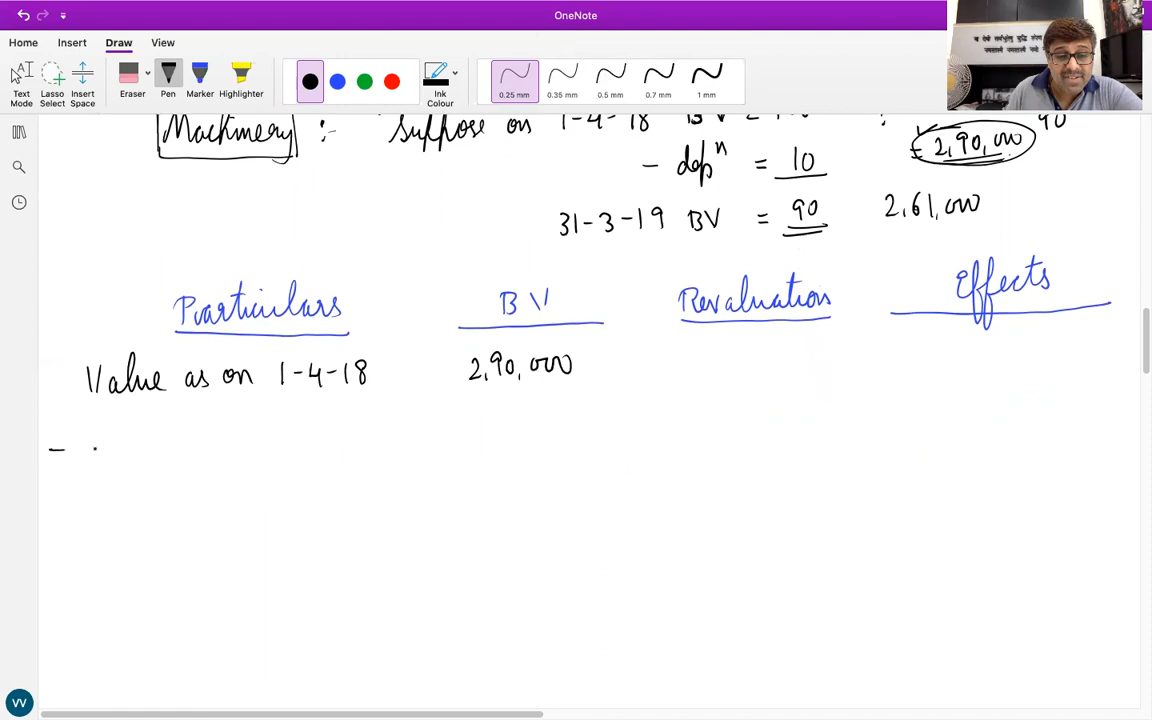 OneNote
Home Insert Draw View
Text Mode Lasso Select Insert Space Eraser Pen Marker Highlighter Ink Colour 0.25 mm 0.35 mm 0.5 mm 0.7 mm 1 mm
Machinery :- Suppose on 1-4-18 BV = 90
- depn = 10 = 2,90,000
31-3-19 BV = 90 2,61,000
Particulars BV Revaluation Effects
Value as on 1-4-18 2,90,000
-
VV